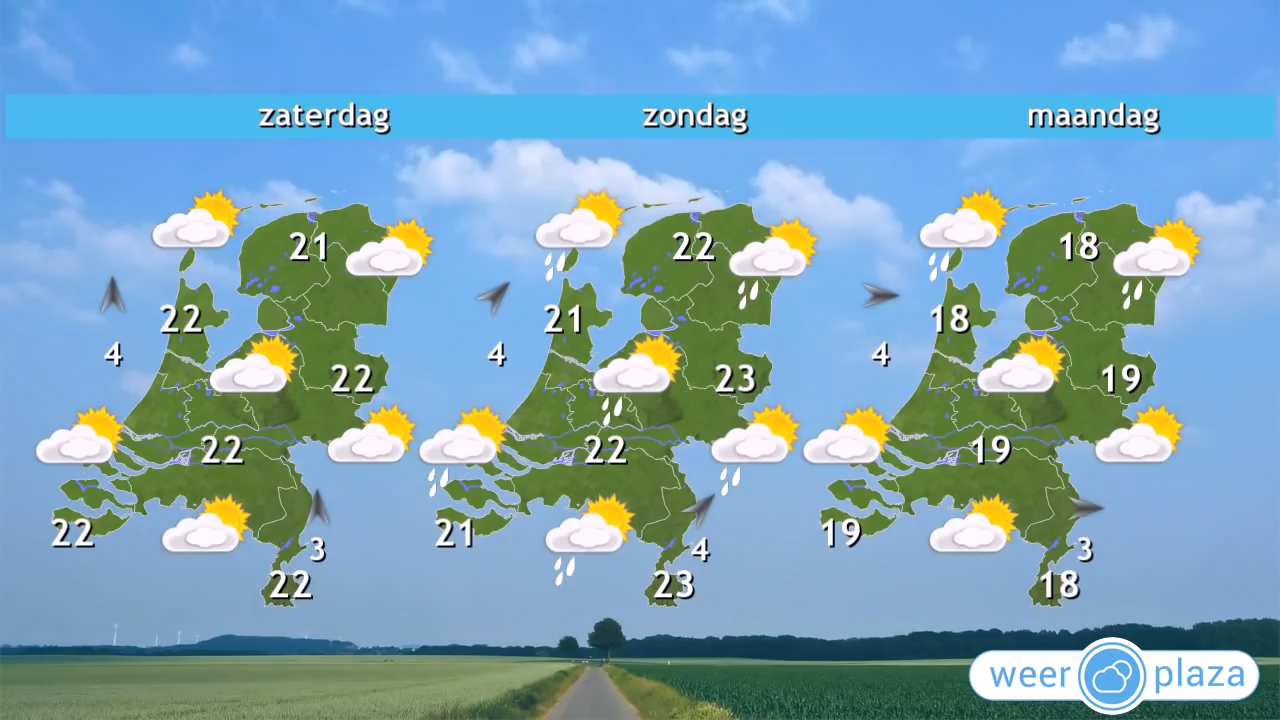 zaterdag zondag maandag
21 22 18
22 21 18
4 4 4
22 23 19
22 22 19
22 21 19
3 4 3
22 23 18
weer plaza